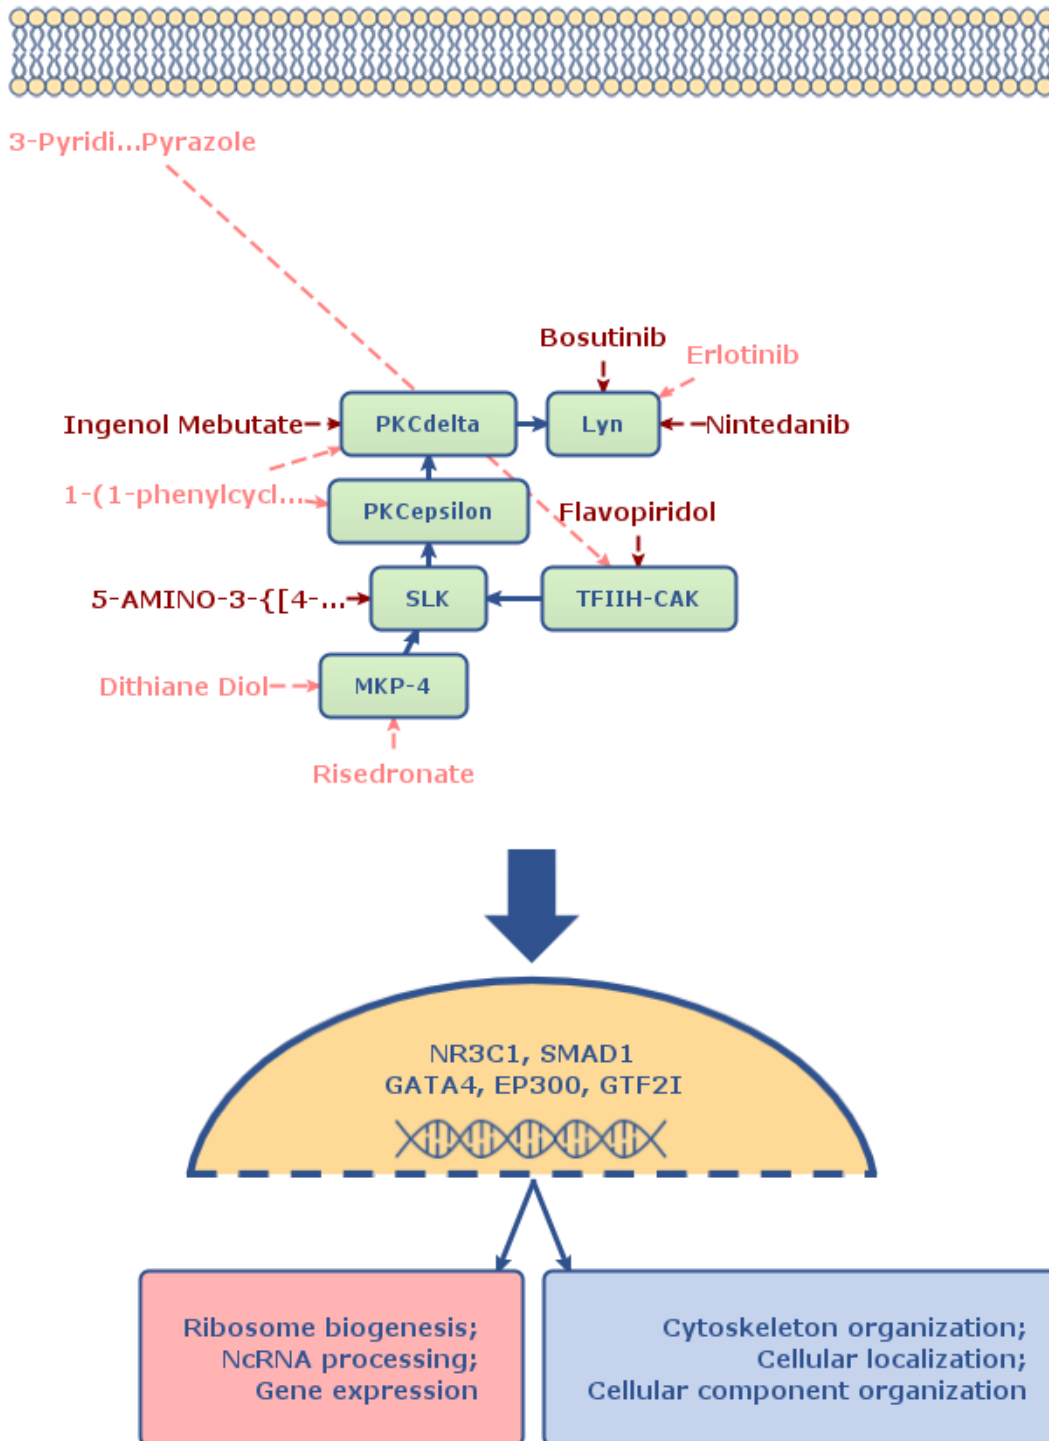 3-Pyridi...Pyrazole
Bosutinib
Erlotinib
Ingenol Mebutate
PKCdelta
Lyn
Nintedanib
1-(1-phenylcycl...
PKCepsilon
Flavopiridol
5-AMINO-3-{[4-...
SLK
TFIIH-CAK
Dithiane Diol
MKP-4
Risedronate
NR3C1, SMAD1
GATA4, EP300, GTF2I
Ribosome biogenesis;
NcRNA processing;
Gene expression
Cytoskeleton organization;
Cellular localization;
Cellular component organization